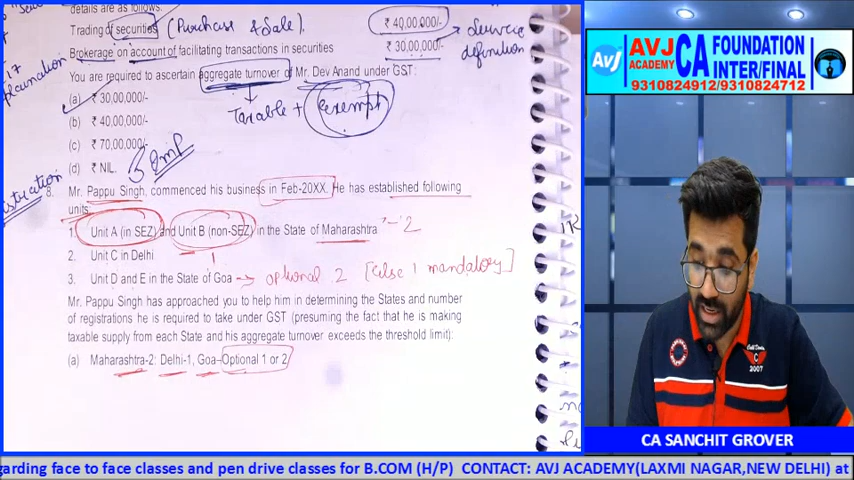 details are as follows.
Trading of securities (Purchase & Sale). ₹ 40,00,000/-
Brokerage on account of facilitating transactions in securities ₹ 30,00,000/- → service definition
You are required to ascertain aggregate turnover of Mr. Dev Anand under GST:
Taxable + Exempt
(a) ₹ 30,00,000/-
(b) ₹ 40,00,000/-
(c) ₹ 70,00,000/-
(d) ₹ NIL.
Imp
8. Mr. Pappu Singh, commenced his business in Feb-20XX. He has established following
units:
1. Unit A (in SEZ) and Unit B (non-SEZ) in the State of Maharashtra - 2
2. Unit C in Delhi 1
3. Unit D and E in the State of Goa → optional 2 [else 1 mandatory]
Mr. Pappu Singh has approached you to help him in determining the States and number
of registrations he is required to take under GST (presuming the fact that he is making
taxable supply from each State and his aggregate turnover exceeds the threshold limit):
(a) Maharashtra-2: Delhi-1, Goa–Optional 1 or 2
AVJ
AVJ
ACADEMY
CA
FOUNDATION
INTER/FINAL
9310824912/9310824712
2007
CA SANCHIT GROVER
garding face to face classes and pen drive classes for B.COM (H/P) CONTACT: AVJ ACADEMY(LAXMI NAGAR,NEW DELHI) at